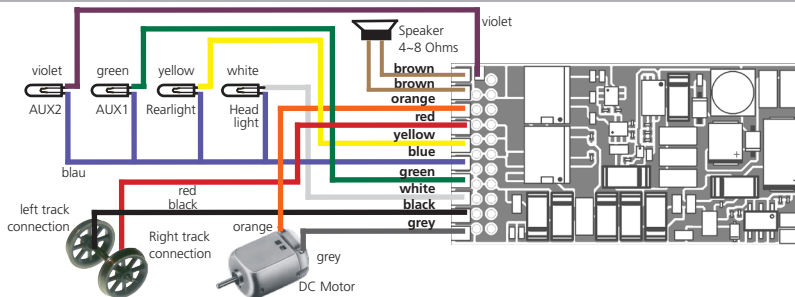 violet
Speaker
4~8 Ohms
violet green yellow white
AUX2 AUX1 Rearlight Head
light
brown
brown
orange
red
yellow
blue
green
white
black
grey
blau
red
black
left track
connection
Right track
connection
orange
grey
DC Motor